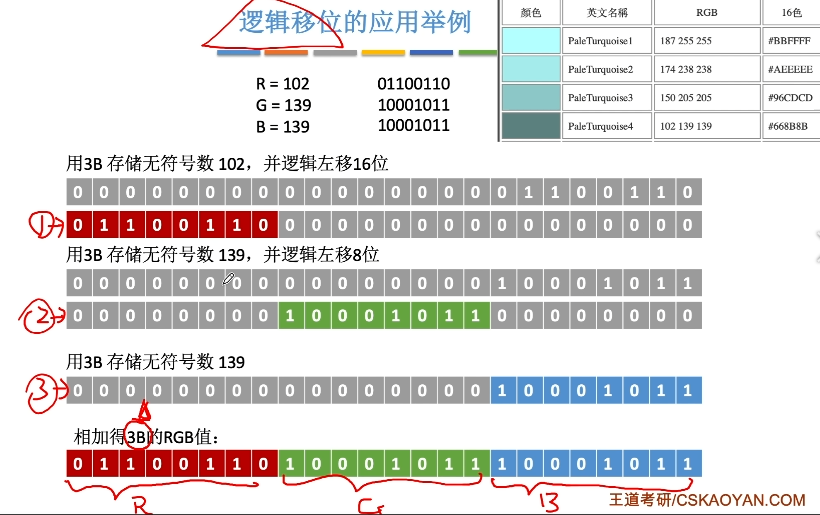 逻辑移位的应用举例
颜色 英文名稱 RGB 16色
PaleTurquoise1 187 255 255 #BBFFFF
PaleTurquoise2 174 238 238 #AEEEEE
PaleTurquoise3 150 205 205 #96CDCD
PaleTurquoise4 102 139 139 #668B8B
R = 102 01100110
G = 139 10001011
B = 139 10001011
用3B 存储无符号数 102，并逻辑左移16位
0 0 0 0 0 0 0 0 0 0 0 0 0 0 0 0 0 1 1 0 0 1 1 0
① 0 1 1 0 0 1 1 0 0 0 0 0 0 0 0 0 0 0 0 0 0 0 0 0
用3B 存储无符号数 139，并逻辑左移8位
0 0 0 0 0 0 0 0 0 0 0 0 0 0 0 0 1 0 0 0 1 0 1 1
② 0 0 0 0 0 0 0 0 1 0 0 0 1 0 1 1 0 0 0 0 0 0 0 0
用3B 存储无符号数 139
③ 0 0 0 0 0 0 0 0 0 0 0 0 0 0 0 0 1 0 0 0 1 0 1 1
相加得3B的RGB值：
0 1 1 0 0 1 1 0 1 0 0 0 1 0 1 1 1 0 0 0 1 0 1 1
R G B
王道考研/CSKAOYAN.COM